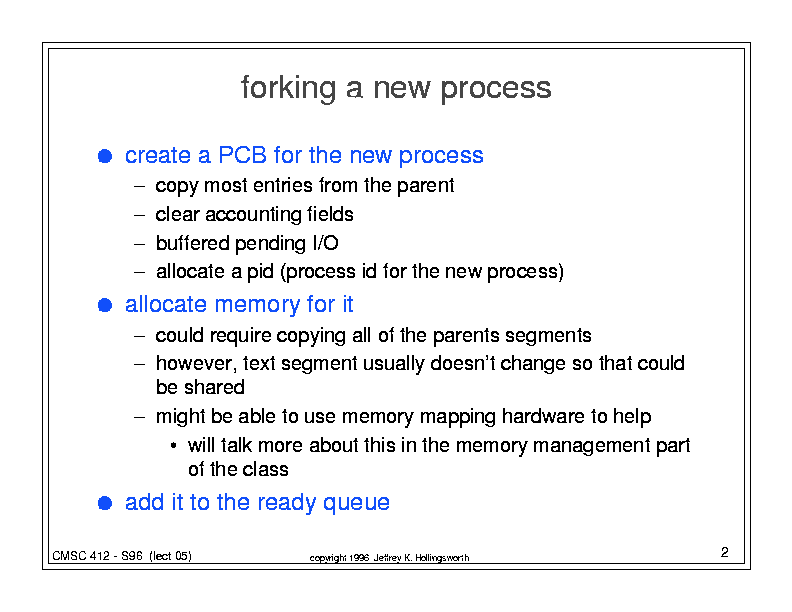 forking a new process
● create a PCB for the new process
– copy most entries from the parent
– clear accounting fields
– buffered pending I/O
– allocate a pid (process id for the new process)
● allocate memory for it
– could require copying all of the parents segments
– however, text segment usually doesn't change so that could
be shared
– might be able to use memory mapping hardware to help
• will talk more about this in the memory management part
of the class
● add it to the ready queue
CMSC 412 - S96 (lect 05)
copyright 1996 Jeffrey K. Hollingsworth
2